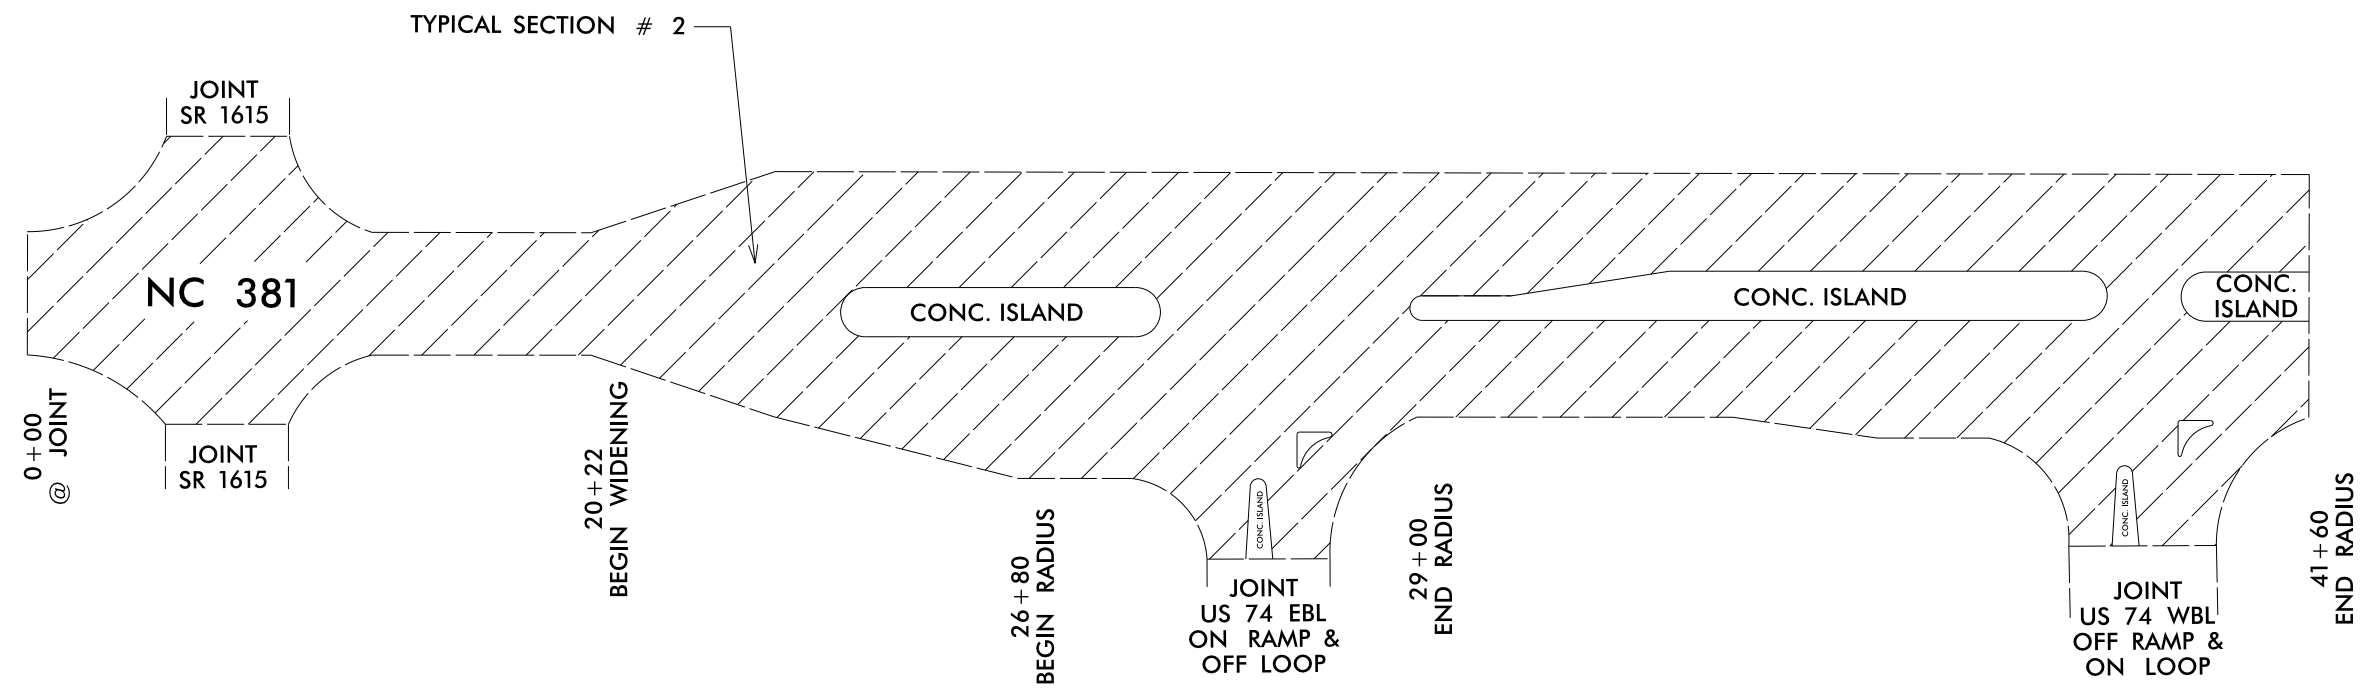 TYPICAL SECTION # 2
JOINT
SR 1615
NC 381
CONC. ISLAND
CONC. ISLAND
CONC.
ISLAND
0+00
@ JOINT
JOINT
SR 1615
20+22
BEGIN WIDENING
26+80
BEGIN RADIUS
CONC. ISLAND
JOINT
US 74 EBL
ON RAMP &
OFF LOOP
29+00
END RADIUS
CONC. ISLAND
JOINT
US 74 WBL
OFF RAMP &
ON LOOP
41+60
END RADIUS